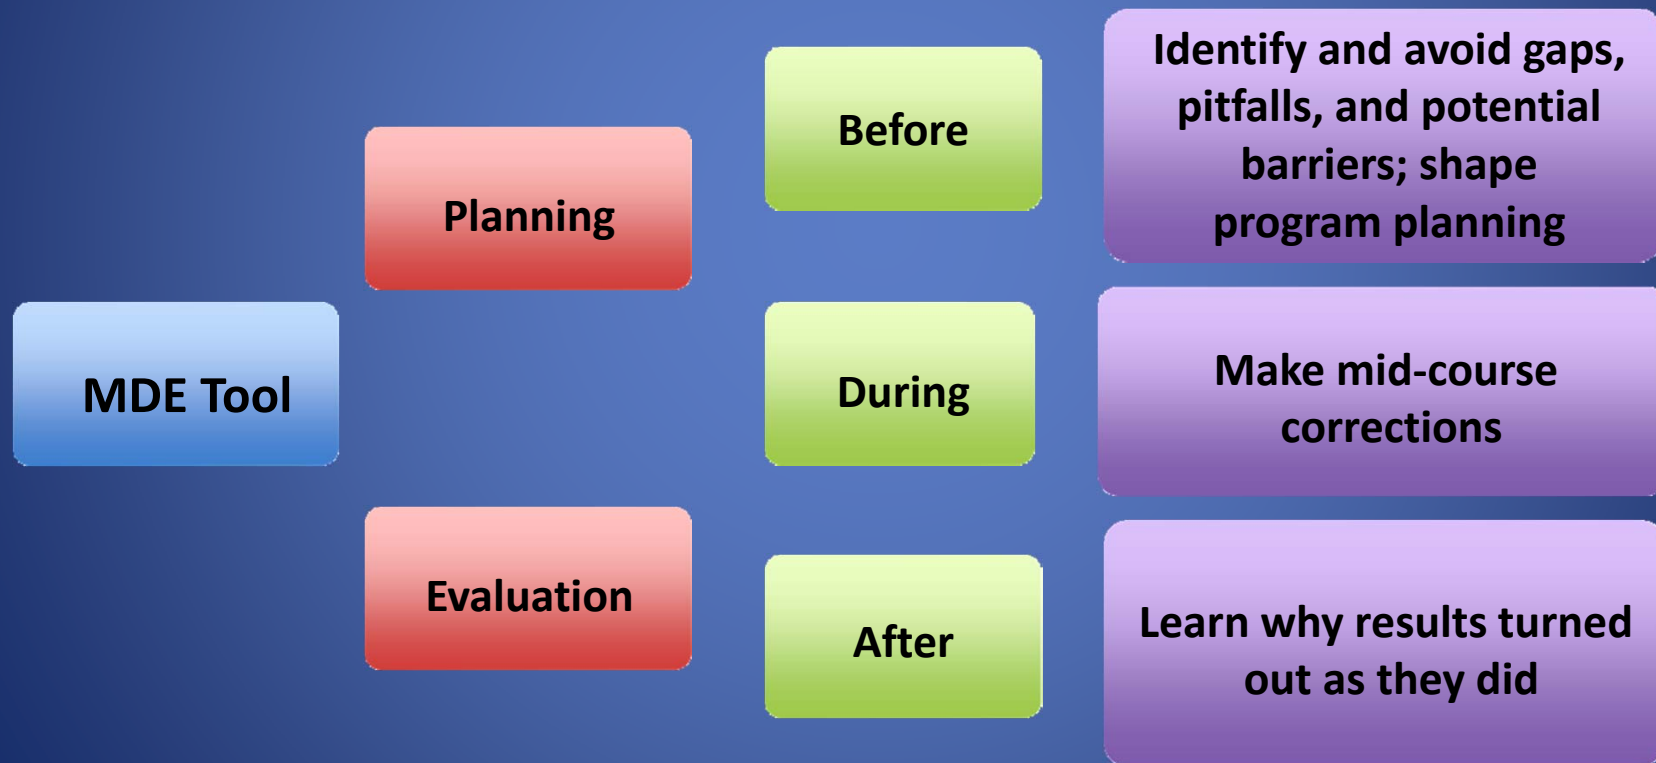 MDE Tool
Planning
Evaluation
Before
During
After
Identify and avoid gaps,
pitfalls, and potential
barriers; shape
program planning
Make mid-course
corrections
Learn why results turned
out as they did